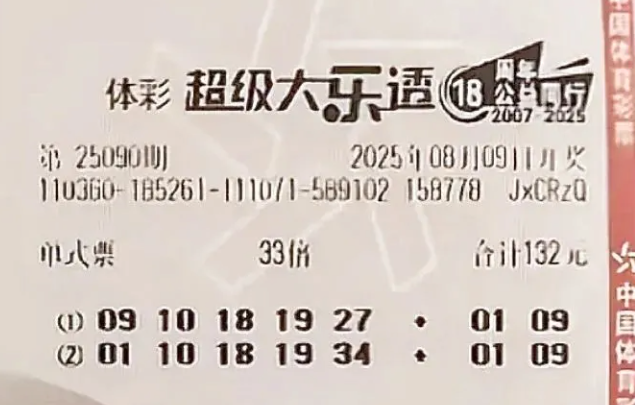 体彩 超级大乐透 18周年公益同行
2007-2025
第 25090期 2025年08月09日开奖
110360-185261-111071-589102 158778 JxCRzQ
单式票 33倍 合计132元
(1) 09 10 18 19 27 + 01 09
(2) 01 10 18 19 34 + 01 09
中国体育彩票
中国体育